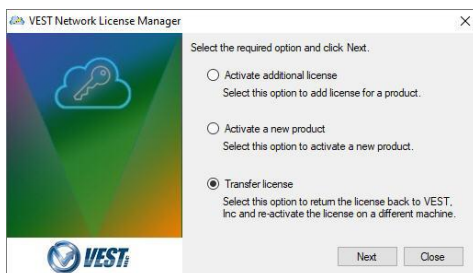 VEST Network License Manager
Select the required option and click Next.
Activate additional license
Select this option to add license for a product.
Activate a new product
Select this option to activate a new product.
Transfer license
Select this option to return the license back to VEST,
Inc and re-activate the license on a different machine.
VEST
Next
Close